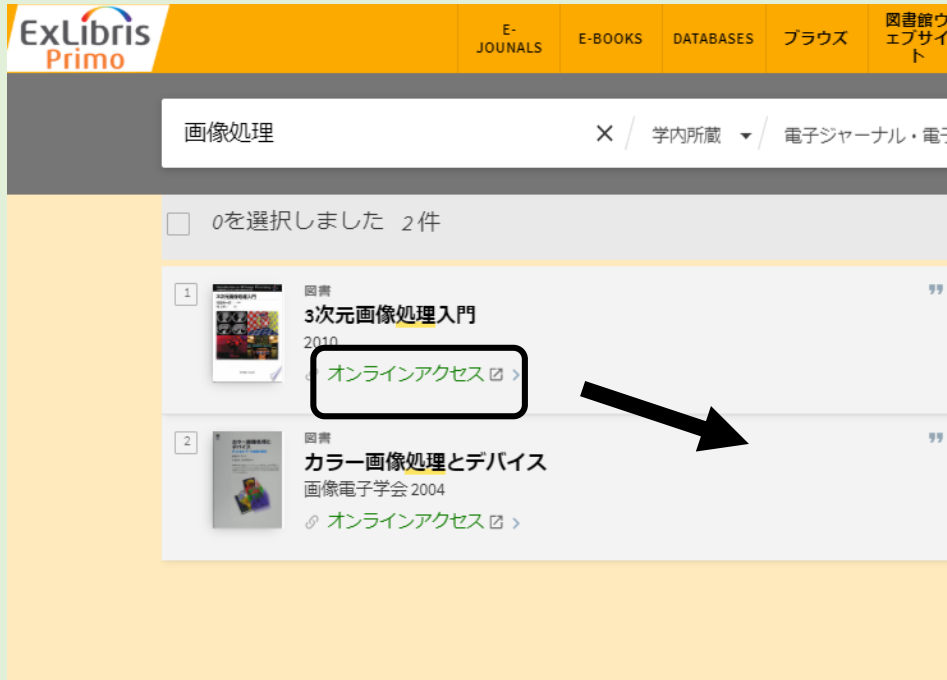 ExLibris
Primo
E-
JOUNALS
E-BOOKS
DATABASES
ブラウズ
図書館ウ
ェブサイ
ト
画像処理
学内所蔵
電子ジャーナル・電子
0を選択しました 2件
1
図書
3次元画像処理入門
2010
オンラインアクセス
2
図書
カラー画像処理とデバイス
画像電子学会 2004
オンラインアクセス